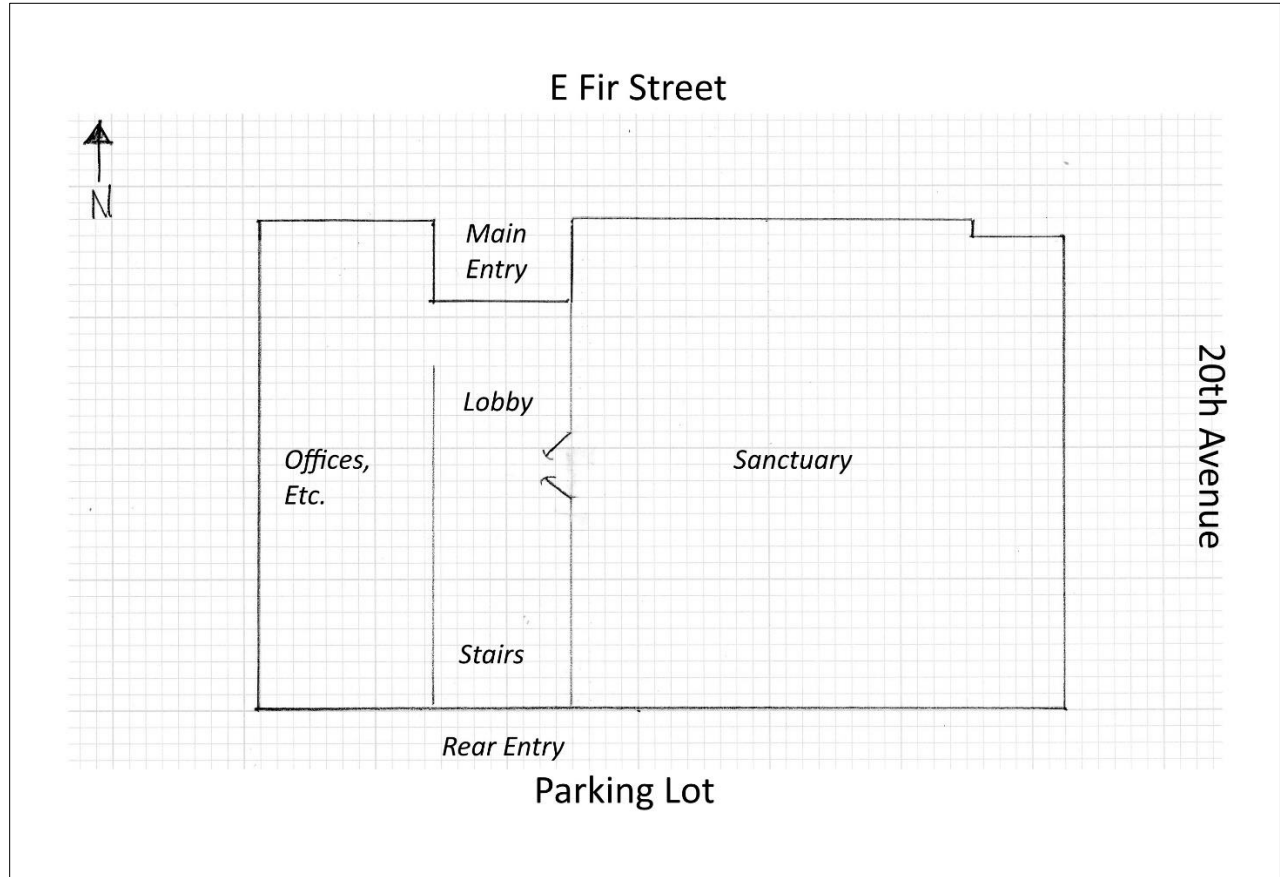 E Fir Street
N
Main
Entry
Lobby
Offices,
Etc.
Sanctuary
20th Avenue
Stairs
Rear Entry
Parking Lot